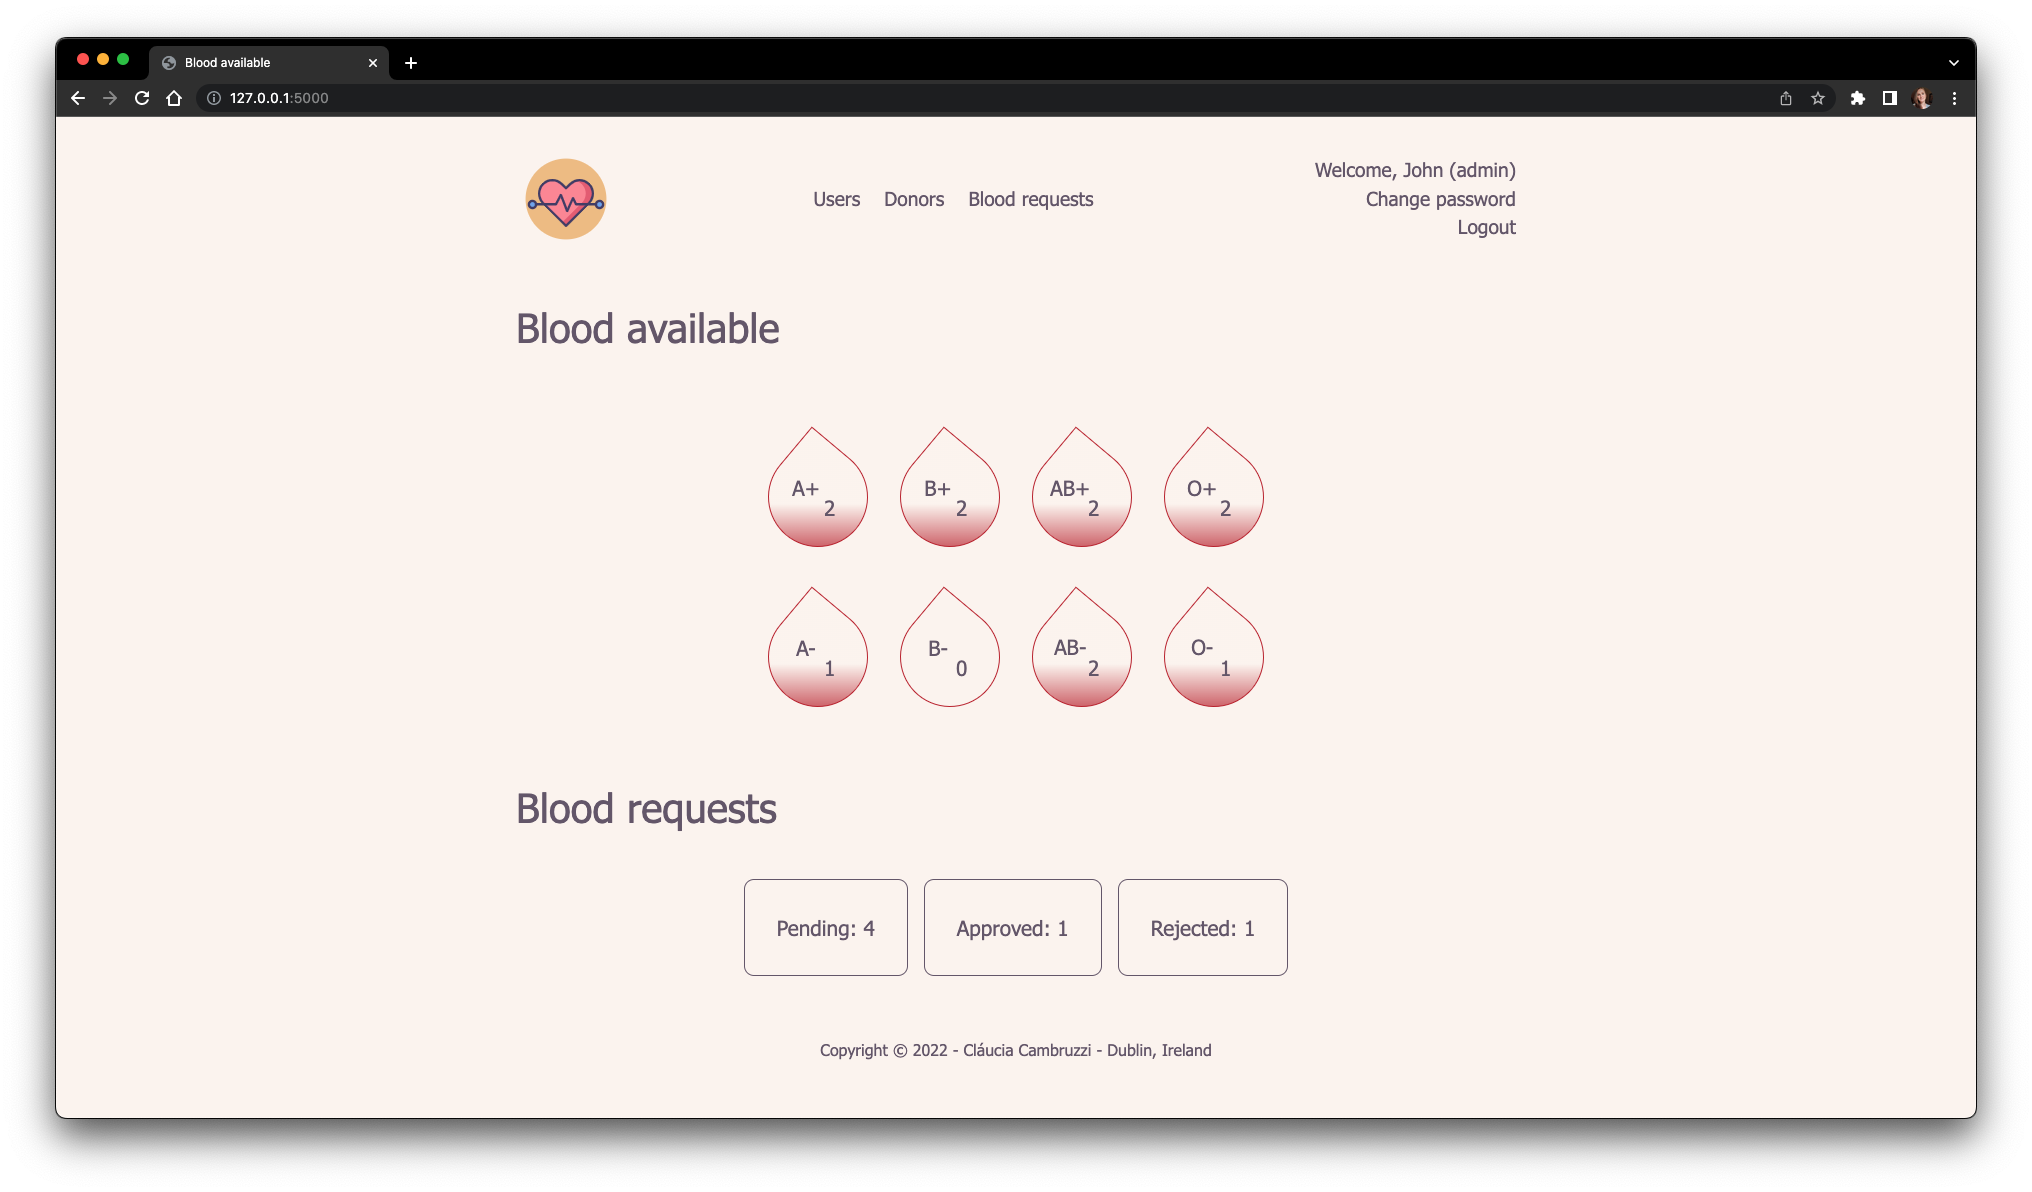 Blood available
127.0.0.1:5000
Welcome, John (admin)
Users Donors Blood requests
Change password
Logout
Blood available
A+ B+ AB+ O+
2 2 2 2
A- B- AB- O-
1 0 2 1
Blood requests
Pending: 4 Approved: 1 Rejected: 1
Copyright © 2022 - Cláucia Cambruzzi - Dublin, Ireland